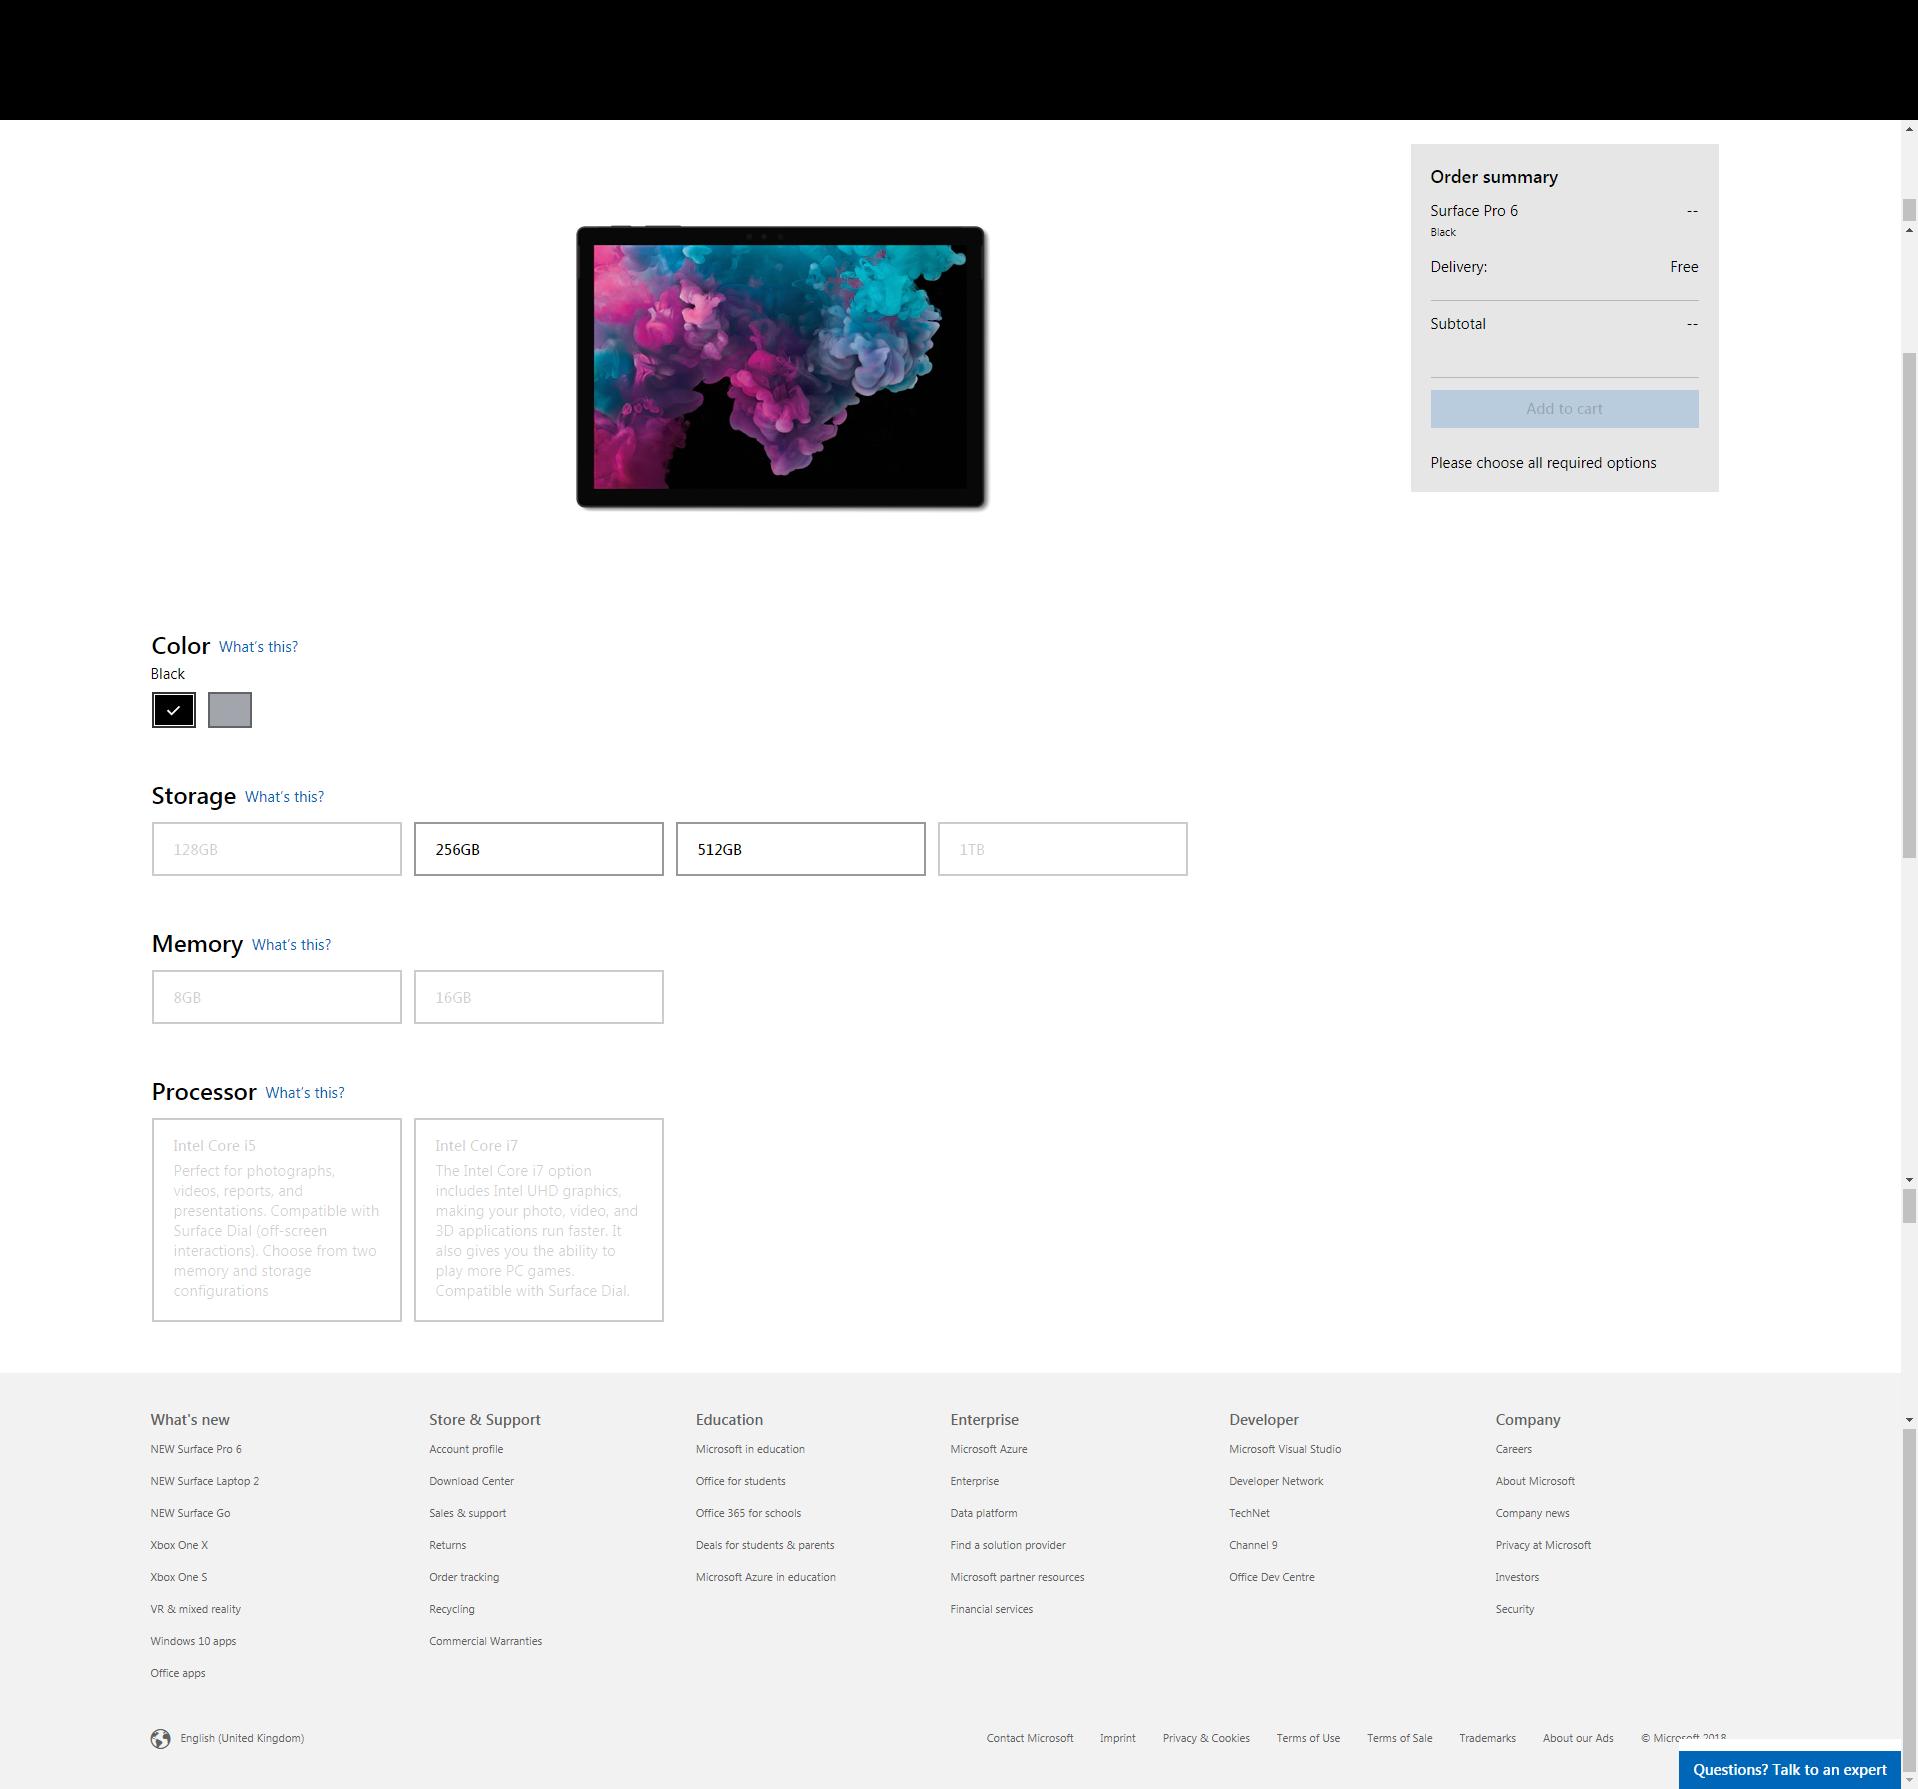 Order summary
Surface Pro 6 --
Black
Delivery: Free
Subtotal --
Add to cart
Please choose all required options
Color What's this?
Black
Storage What's this?
128GB 256GB 512GB 1TB
Memory What's this?
8GB 16GB
Processor What's this?
Intel Core i5
Perfect for photographs,
videos, reports, and
presentations. Compatible with
Surface Dial (off-screen
interactions). Choose from two
memory and storage
configurations
Intel Core i7
The Intel Core i7 option
includes Intel UHD graphics,
making your photo, video, and
3D applications run faster. It
also gives you the ability to
play more PC games.
Compatible with Surface Dial.
What's new
NEW Surface Pro 6
NEW Surface Laptop 2
NEW Surface Go
Xbox One X
Xbox One S
VR & mixed reality
Windows 10 apps
Office apps
Store & Support
Account profile
Download Center
Sales & support
Returns
Order tracking
Recycling
Commercial Warranties
Education
Microsoft in education
Office for students
Office 365 for schools
Deals for students & parents
Microsoft Azure in education
Enterprise
Microsoft Azure
Enterprise
Data platform
Find a solution provider
Microsoft partner resources
Financial services
Developer
Microsoft Visual Studio
Developer Network
TechNet
Channel 9
Office Dev Centre
Company
Careers
About Microsoft
Company news
Privacy at Microsoft
Investors
Security
English (United Kingdom) Contact Microsoft Imprint Privacy & Cookies Terms of Use Terms of Sale Trademarks About our Ads © Microsoft 2018
Questions? Talk to an expert